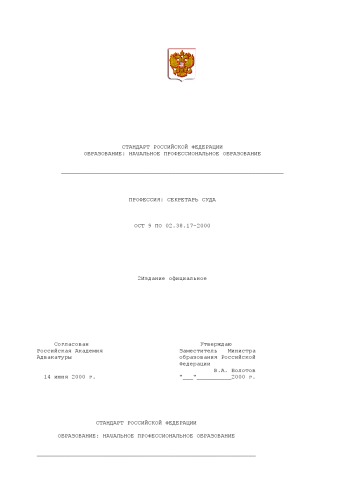 СТАНДАРТ РОССИЙСКОЙ ФЕДЕРАЦИИ
ОБРАЗОВАНИЕ: НАЧАЛЬНОЕ ПРОФЕССИОНАЛЬНОЕ ОБРАЗОВАНИЕ
ПРОФЕССИЯ: СЕКРЕТАРЬ СУДА
ОСТ 9 ПО 02.38.17-2000
Издание официальное
Согласован
Российская Академия
Адвокатуры
14 июня 2000 г.
Утверждаю
Заместитель Министра
образования Российской
Федерации
В.А. Болотов
"___"__________2000 г.
СТАНДАРТ РОССИЙСКОЙ ФЕДЕРАЦИИ
ОБРАЗОВАНИЕ: НАЧАЛЬНОЕ ПРОФЕССИОНАЛЬНОЕ ОБРАЗОВАНИЕ